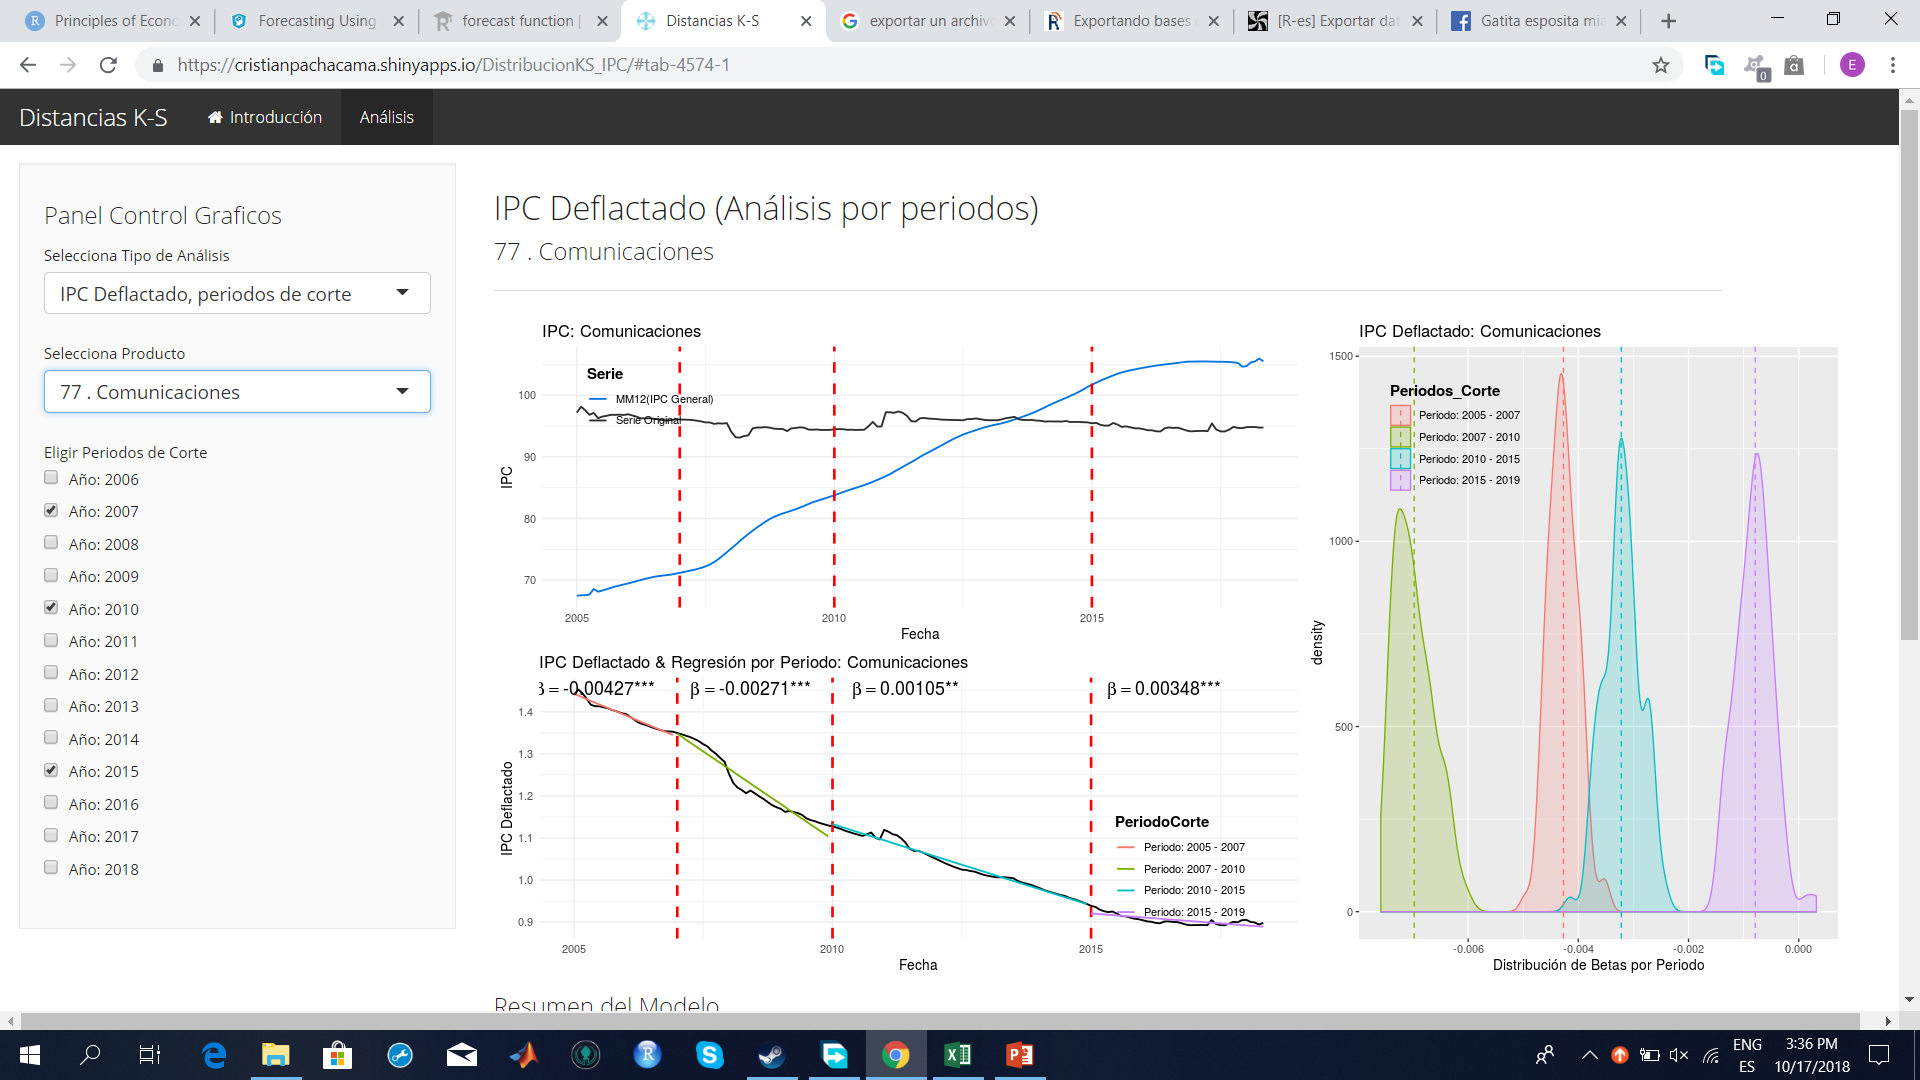 Principles of Econo
Forecasting Using
forecast function |
Distancias K-S
exportar un archivo
Exportando bases
[R-es] Exportar dat
Gatita esposita mia
https://cristianpachacama.shinyapps.io/DistribucionKS_IPC/#tab-4574-1
0
E
Distancias K-S
Introducción
Análisis
Panel Control Graficos
Selecciona Tipo de Análisis
IPC Deflactado, periodos de corte
Selecciona Producto
77 . Comunicaciones
Eligir Periodos de Corte
Año: 2006
Año: 2007
Año: 2008
Año: 2009
Año: 2010
Año: 2011
Año: 2012
Año: 2013
Año: 2014
Año: 2015
Año: 2016
Año: 2017
Año: 2018
IPC Deflactado (Análisis por periodos)
77 . Comunicaciones
IPC: Comunicaciones
Serie
MM12(IPC General)
Serie Original
IPC
100
90
80
70
2005
2010
2015
Fecha
IPC Deflactado & Regresión por Periodo: Comunicaciones
β = -0.00427***
β = -0.00271***
β = 0.00105**
β = 0.00348***
IPC Deflactado
1.4
1.3
1.2
1.1
1.0
0.9
PeriodoCorte
Periodo: 2005 - 2007
Periodo: 2007 - 2010
Periodo: 2010 - 2015
Periodo: 2015 - 2019
2005
2010
2015
Fecha
IPC Deflactado: Comunicaciones
Periodos_Corte
Periodo: 2005 - 2007
Periodo: 2007 - 2010
Periodo: 2010 - 2015
Periodo: 2015 - 2019
density
1500
1000
500
0
-0.006
-0.004
-0.002
0.000
Distribución de Betas por Periodo
Resumen del Modelo
ENG
ES
3:36 PM
10/17/2018